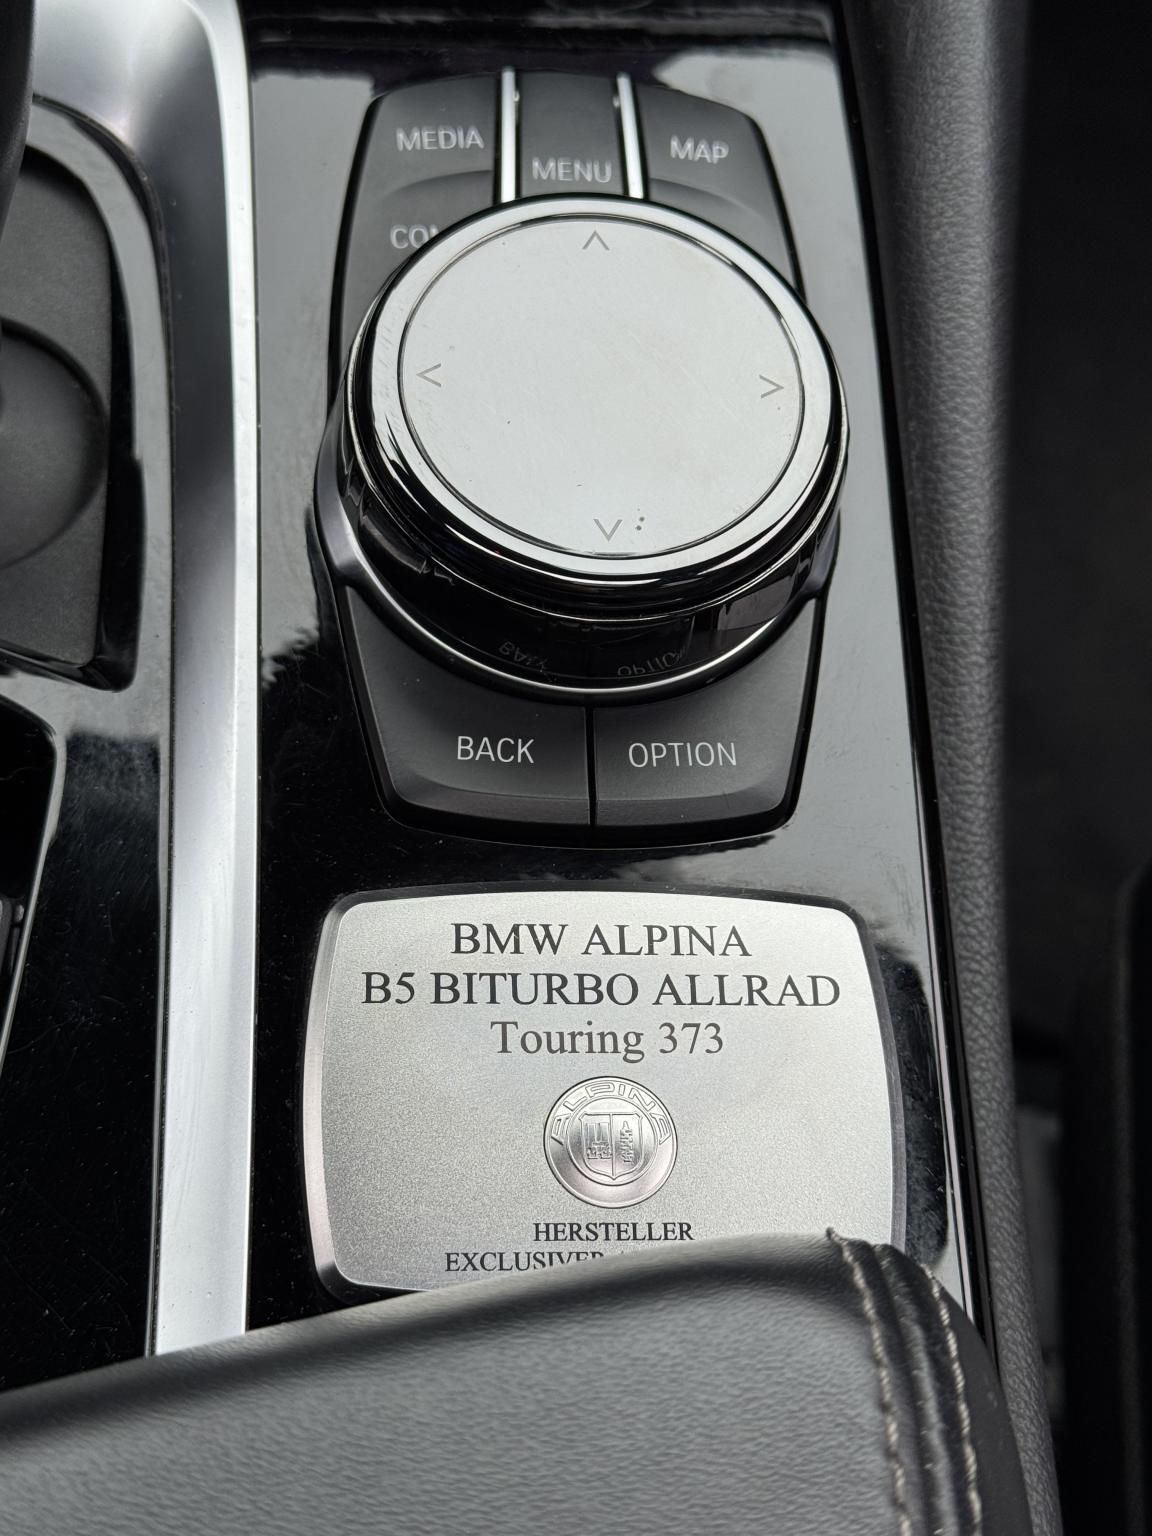 MEDIA
MENU
MAP
BACK
OPTION
BMW ALPINA
B5 BITURBO ALLRAD
Touring 373
ALPINA
HERSTELLER